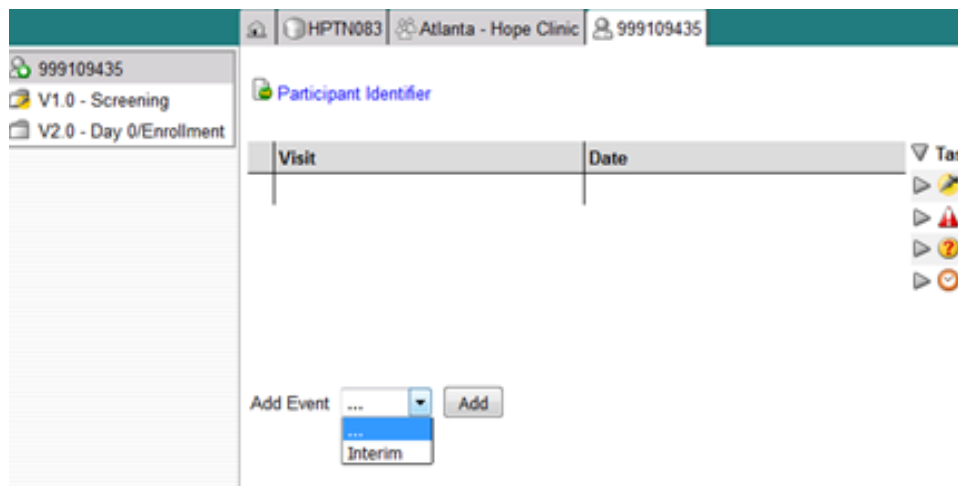 HPTN083 Atlanta - Hope Clinic 999109435
999109435
V1.0 - Screening
V2.0 - Day 0/Enrollment
Participant Identifier
Visit Date
Add Event ... Add
...
Interim